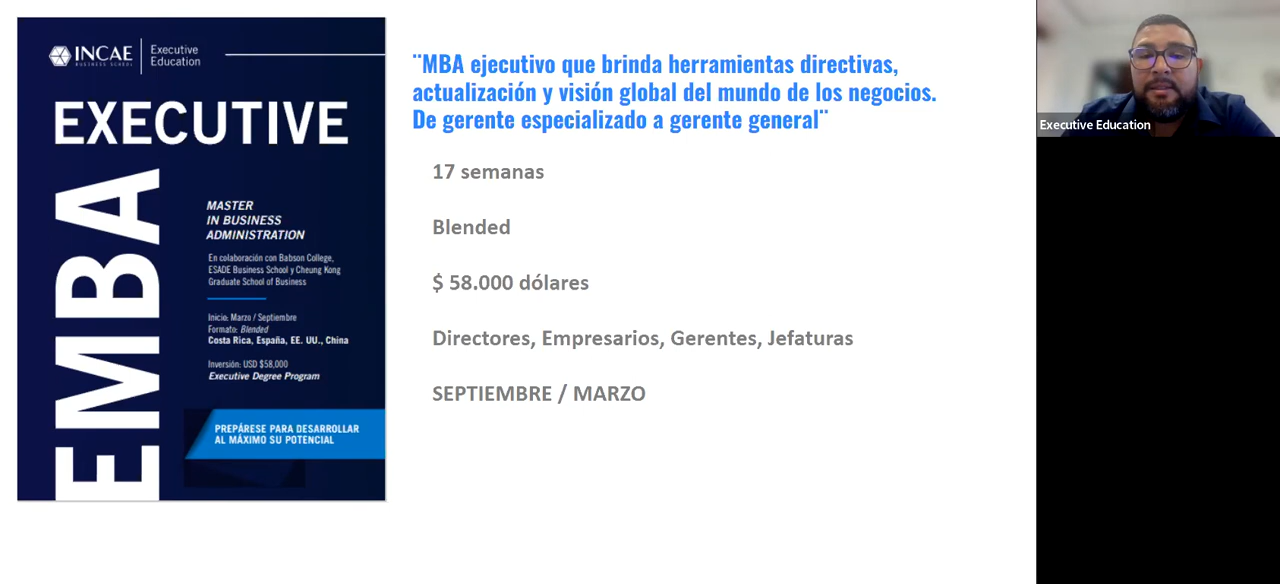 INCAE
BUSINESS SCHOOL
Executive
Education
EXECUTIVE
EMBA
MASTER
IN BUSINESS
ADMINISTRATION
En colaboración con Babson College,
ESADE Business School y Cheung Kong
Graduate School of Business
Inicio: Marzo / Septiembre
Formato: Blended
Costa Rica, España, EE. UU., China
Inversión: USD $58,000
Executive Degree Program
PREPÁRESE PARA DESARROLLAR
AL MÁXIMO SU POTENCIAL
¨MBA ejecutivo que brinda herramientas directivas,
actualización y visión global del mundo de los negocios.
De gerente especializado a gerente general¨
17 semanas
Blended
$ 58.000 dólares
Directores, Empresarios, Gerentes, Jefaturas
SEPTIEMBRE / MARZO
Executive Education